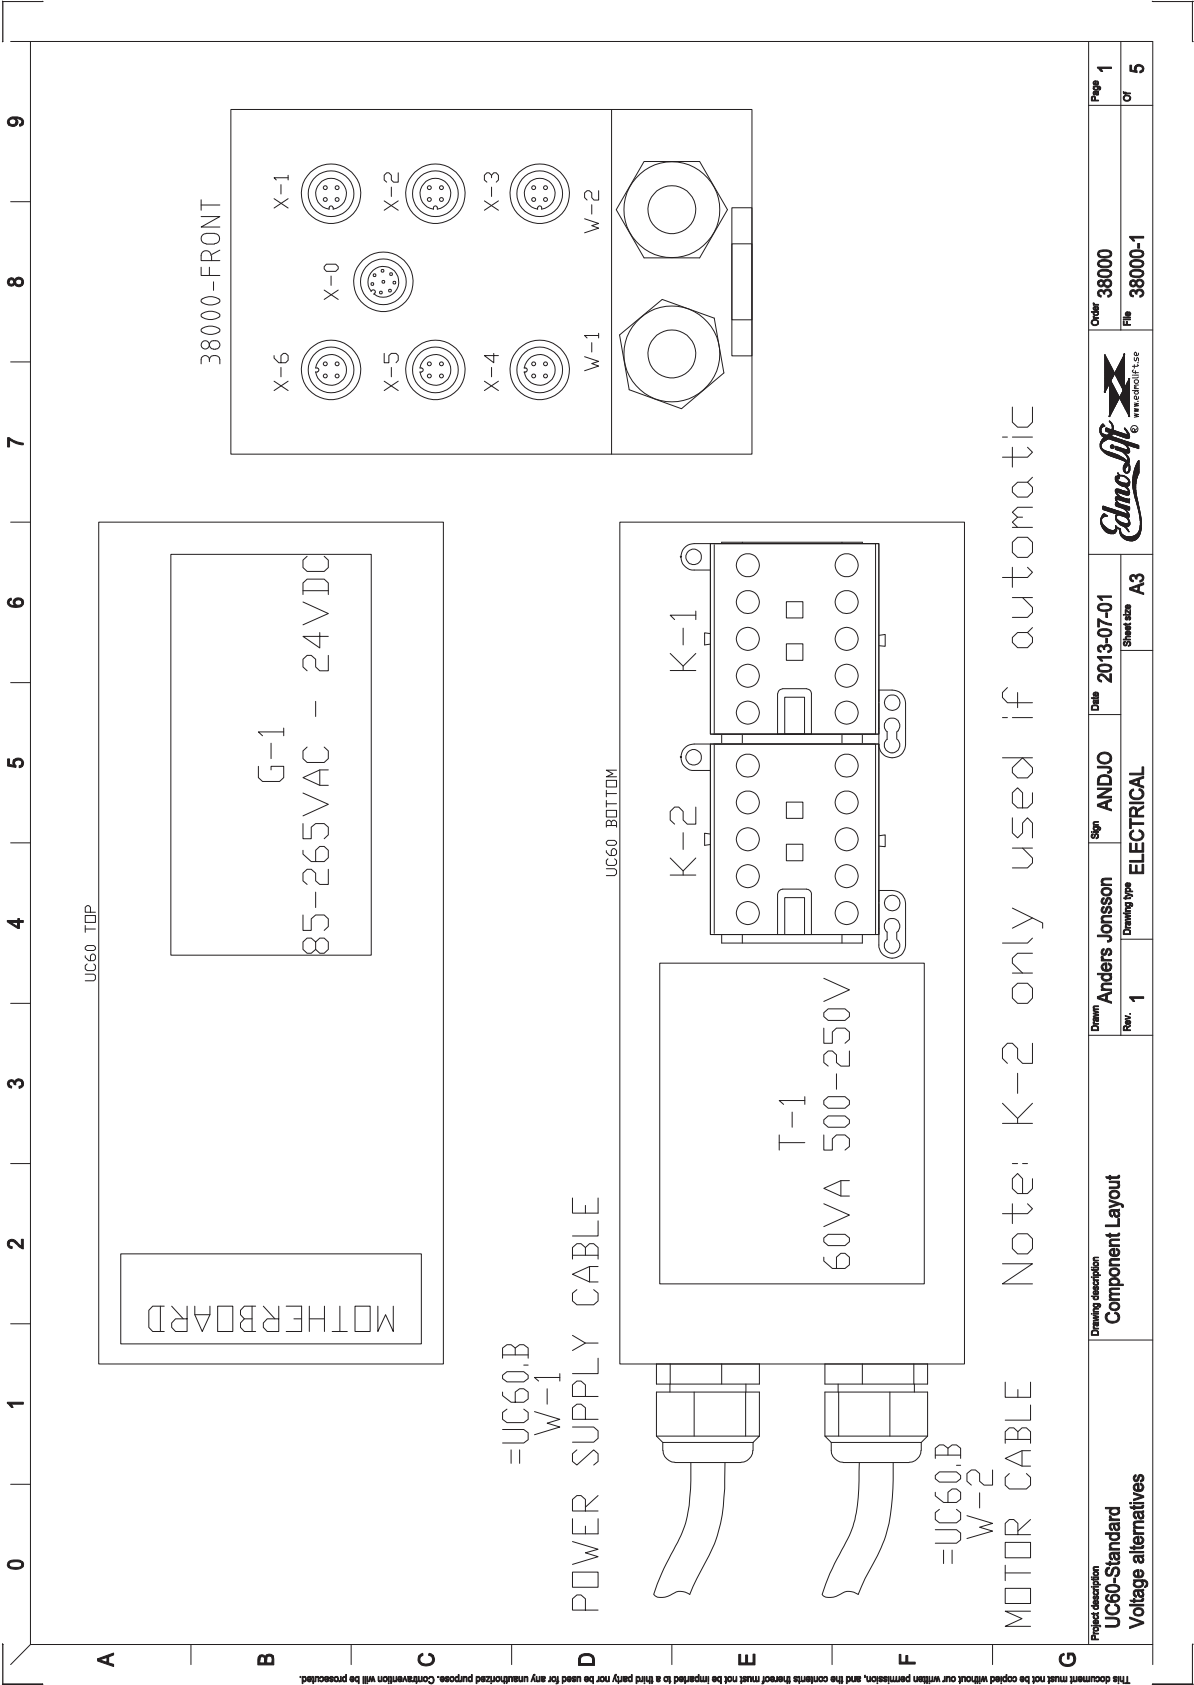 0 1 2 3 4 5 6 7 8 9
A
B
C
D
E
F
G
This document must not be copied without our written permission, and the contents thereof must not be imparted to a third party nor be used for any unauthorized purpose. Contravention will be prosecuted.
UC60 TOP
MOTHERBOARD
G-1
85-265VAC - 24VDC
38000-FRONT
X-6
X-0
X-1
X-5
X-2
X-4
X-3
W-1
W-2
=UC60.B
W-1
POWER SUPPLY CABLE
UC60 BOTTOM
T-1
60VA 500-250V
K-2
K-1
=UC60.B
W-2
MOTOR CABLE
Note: K-2 only used if automatic
Project description
UC60-Standard
Voltage alternatives
Drawing description
Component Layout
Drawn Anders Jonsson
Sign ANDJO
Date 2013-07-01
Rev. 1
Drawing type ELECTRICAL
Sheet size A3
EdmoLift ®
www.edmolift.se
Order 38000
Page 1
File 38000-1
Of 5